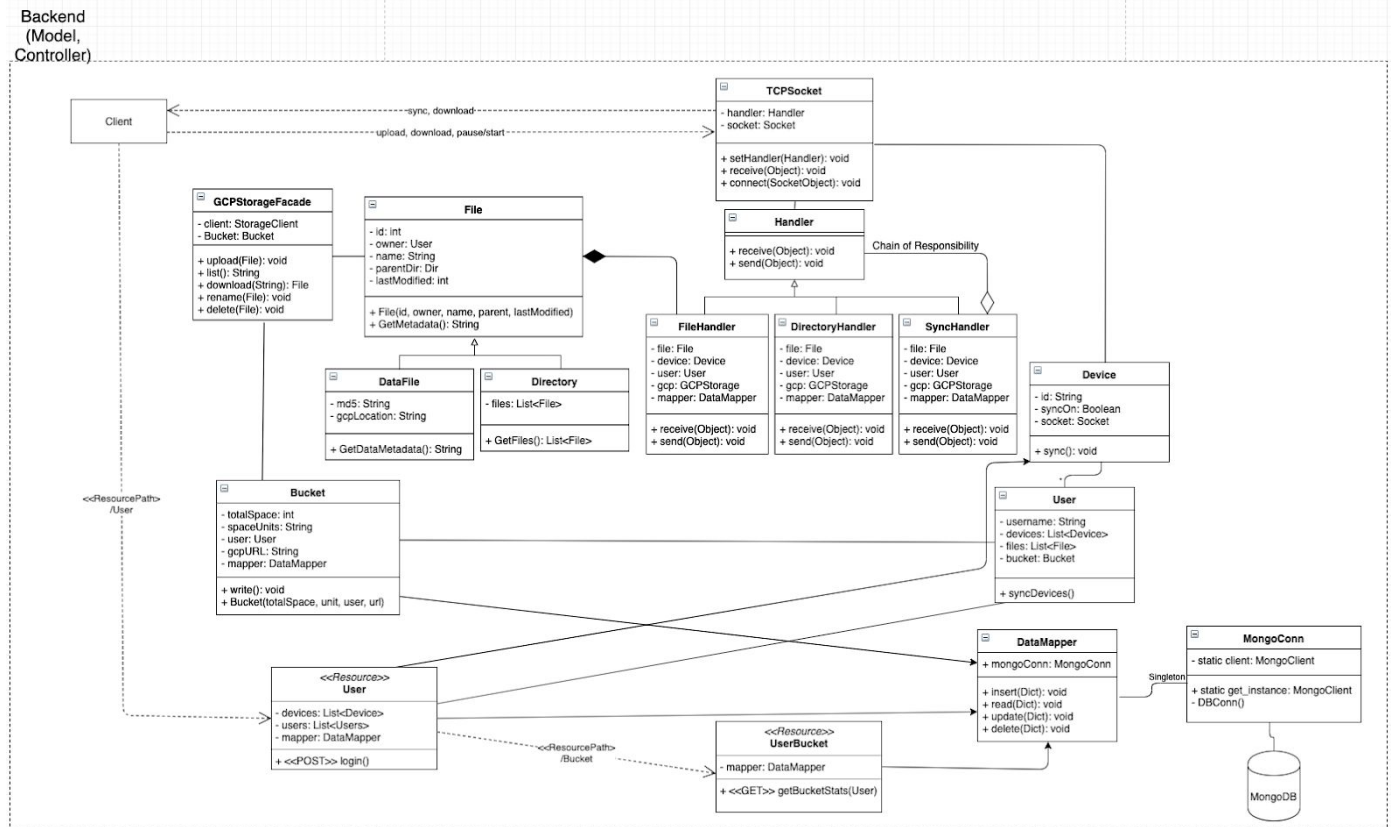 Backend
(Model,
Controller)
Client
sync, download
upload, download, pause/start
TCPSocket
- handler: Handler
- socket: Socket
+ setHandler(Handler): void
+ receive(Object): void
+ connect(SocketObject): void
GCPStorageFacade
- client: StorageClient
- Bucket: Bucket
+ upload(File): void
+ list(): String
+ download(String): File
+ rename(File): void
+ delete(File): void
File
- id: int
- owner: User
- name: String
- parentDir: Dir
- lastModified: int
+ File(id, owner, name, parent, lastModified)
+ GetMetadata(): String
Handler
+ receive(Object): void
+ send(Object): void
Chain of Responsibility
FileHandler
- file: File
- device: Device
- user: User
- gcp: GCPStorage
- mapper: DataMapper
+ receive(Object): void
+ send(Object): void
DirectoryHandler
- file: File
- device: Device
- user: User
- gcp: GCPStorage
- mapper: DataMapper
+ receive(Object): void
+ send(Object): void
SyncHandler
- file: File
- device: Device
- user: User
- gcp: GCPStorage
- mapper: DataMapper
+ receive(Object): void
+ send(Object): void
DataFile
- md5: String
- gcpLocation: String
+ GetDataMetadata(): String
Directory
- files: List<File>
+ GetFiles(): List<File>
Device
- id: String
- syncOn: Boolean
- socket: Socket
+ sync(): void
<<ResourcePath>
/User
Bucket
- totalSpace: int
- spaceUnits: String
- user: User
- gcpURL: String
- mapper: DataMapper
+ write(): void
+ Bucket(totalSpace, unit, user, url)
*
User
- username: String
- devices: List<Device>
- files: List<File>
- bucket: Bucket
+ syncDevices()
<<Resource>>
User
- devices: List<Device>
- users: List<Users>
- mapper: DataMapper
+ <<POST>> login()
<<ResourcePath>
/Bucket
<<Resource>>
UserBucket
- mapper: DataMapper
+ <<GET>> getBucketStats(User)
DataMapper
+ mongoConn: MongoConn
+ insert(Dict): void
+ read(Dict): void
+ update(Dict): void
+ delete(Dict): void
Singleton
MongoConn
- static client: MongoClient
+ static get_instance: MongoClient
- DBConn()
MongoDB